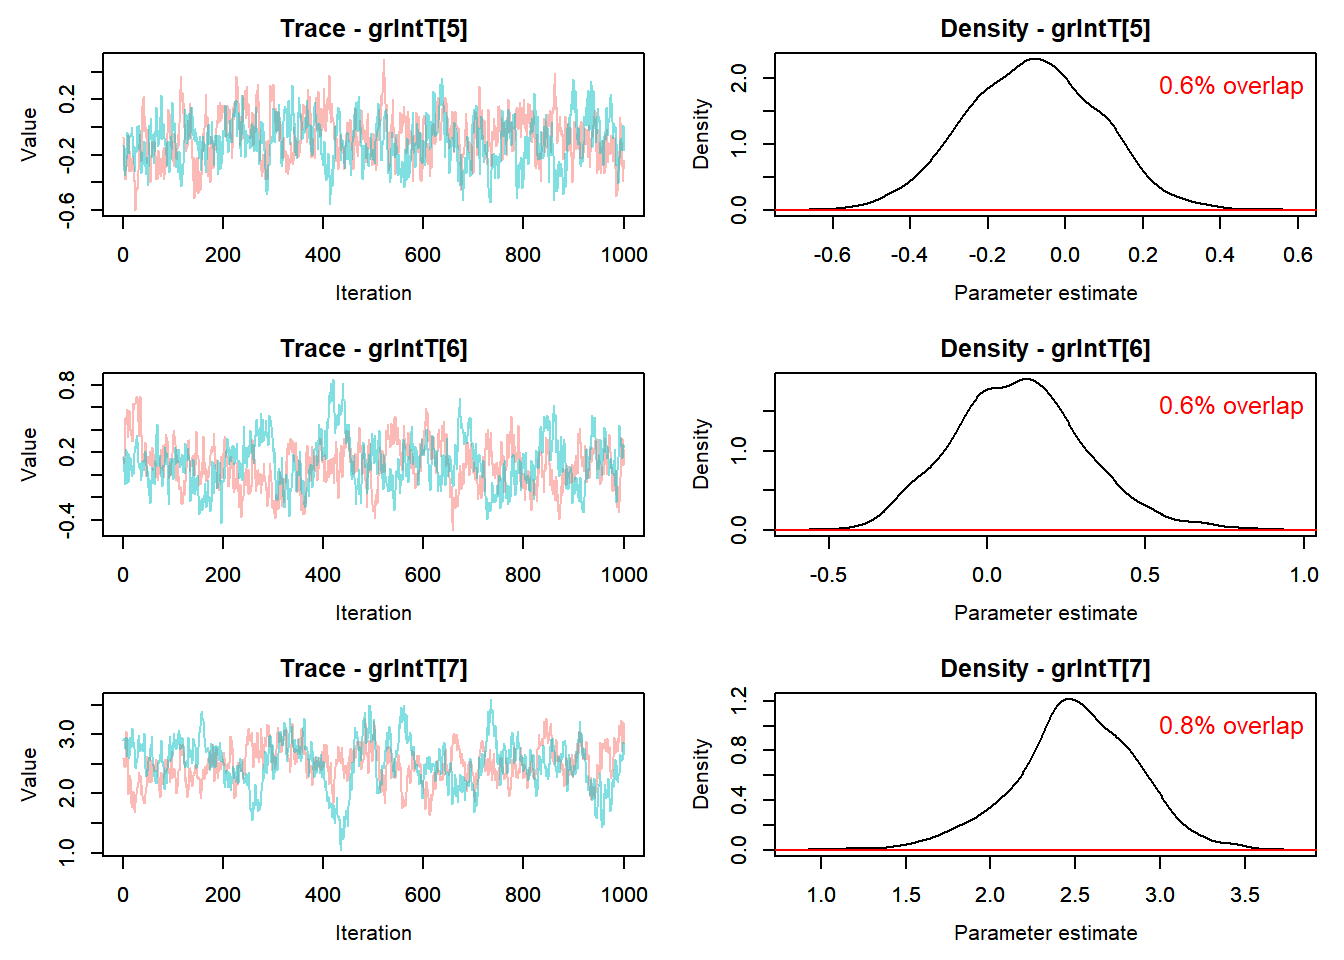 Trace - grIntT[5]
Value
-0.6 -0.2 0.2
0 200 400 600 800 1000
Iteration
Density - grIntT[5]
0.6% overlap
Density
0.0 1.0 2.0
-0.6 -0.4 -0.2 0.0 0.2 0.4 0.6
Parameter estimate
Trace - grIntT[6]
Value
-0.4 0.2 0.8
0 200 400 600 800 1000
Iteration
Density - grIntT[6]
0.6% overlap
Density
0.0 1.0
-0.5 0.0 0.5 1.0
Parameter estimate
Trace - grIntT[7]
Value
1.0 2.0 3.0
0 200 400 600 800 1000
Iteration
Density - grIntT[7]
0.8% overlap
Density
0.0 0.4 0.8 1.2
1.0 1.5 2.0 2.5 3.0 3.5
Parameter estimate